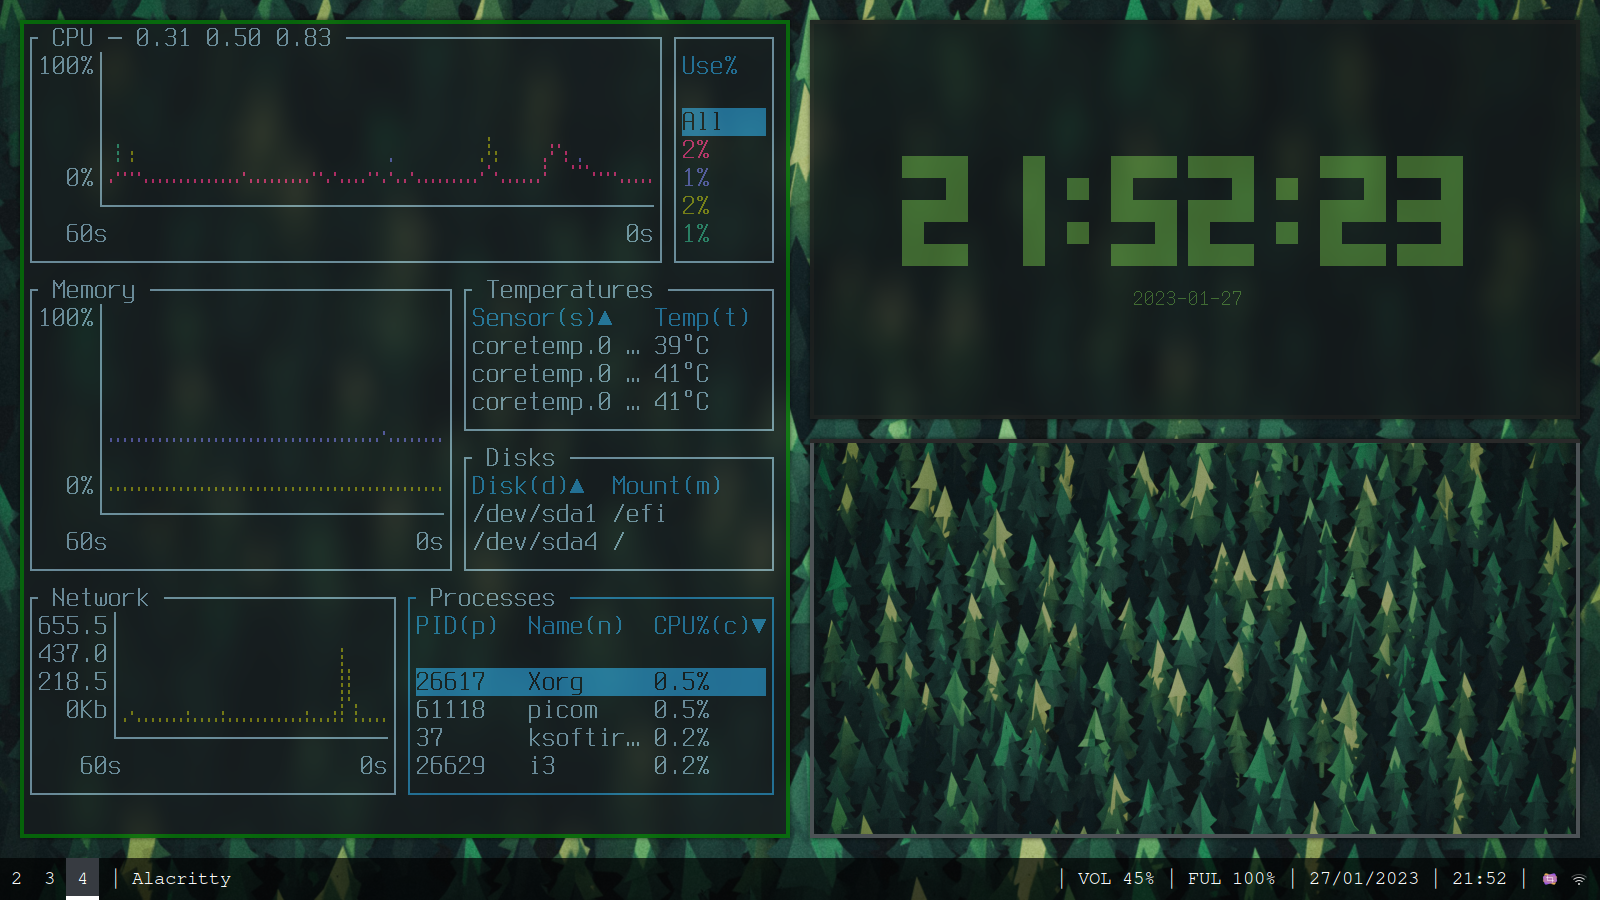 CPU — 0.31 0.50 0.83
100%
0%
60s 0s
Use%
All
2%
1%
2%
1%
Memory
100%
0%
60s 0s
Temperatures
Sensor(s)▲ Temp(t)
coretemp.0 … 39°C
coretemp.0 … 41°C
coretemp.0 … 41°C
Disks
Disk(d)▲ Mount(m)
/dev/sda1 /efi
/dev/sda4 /
Network
655.5
437.0
218.5
0Kb
60s 0s
Processes
PID(p) Name(n) CPU%(c)▼
26617 Xorg 0.5%
61118 picom 0.5%
37 ksoftir… 0.2%
26629 i3 0.2%
21:52:23
2023-01-27
2 3 4 | Alacritty
| VOL 45% | FUL 100% | 27/01/2023 | 21:52 |